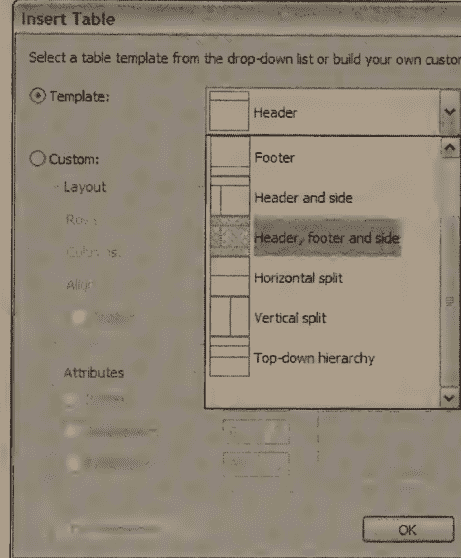 Insert Table
Select a table template from the drop-down list or build your own custor
Template:
Header
Custom:
Footer
Layout
Header and side
Header, footer and side
Horizontal split
Vertical split
Top-down hierarchy
Attributes
OK